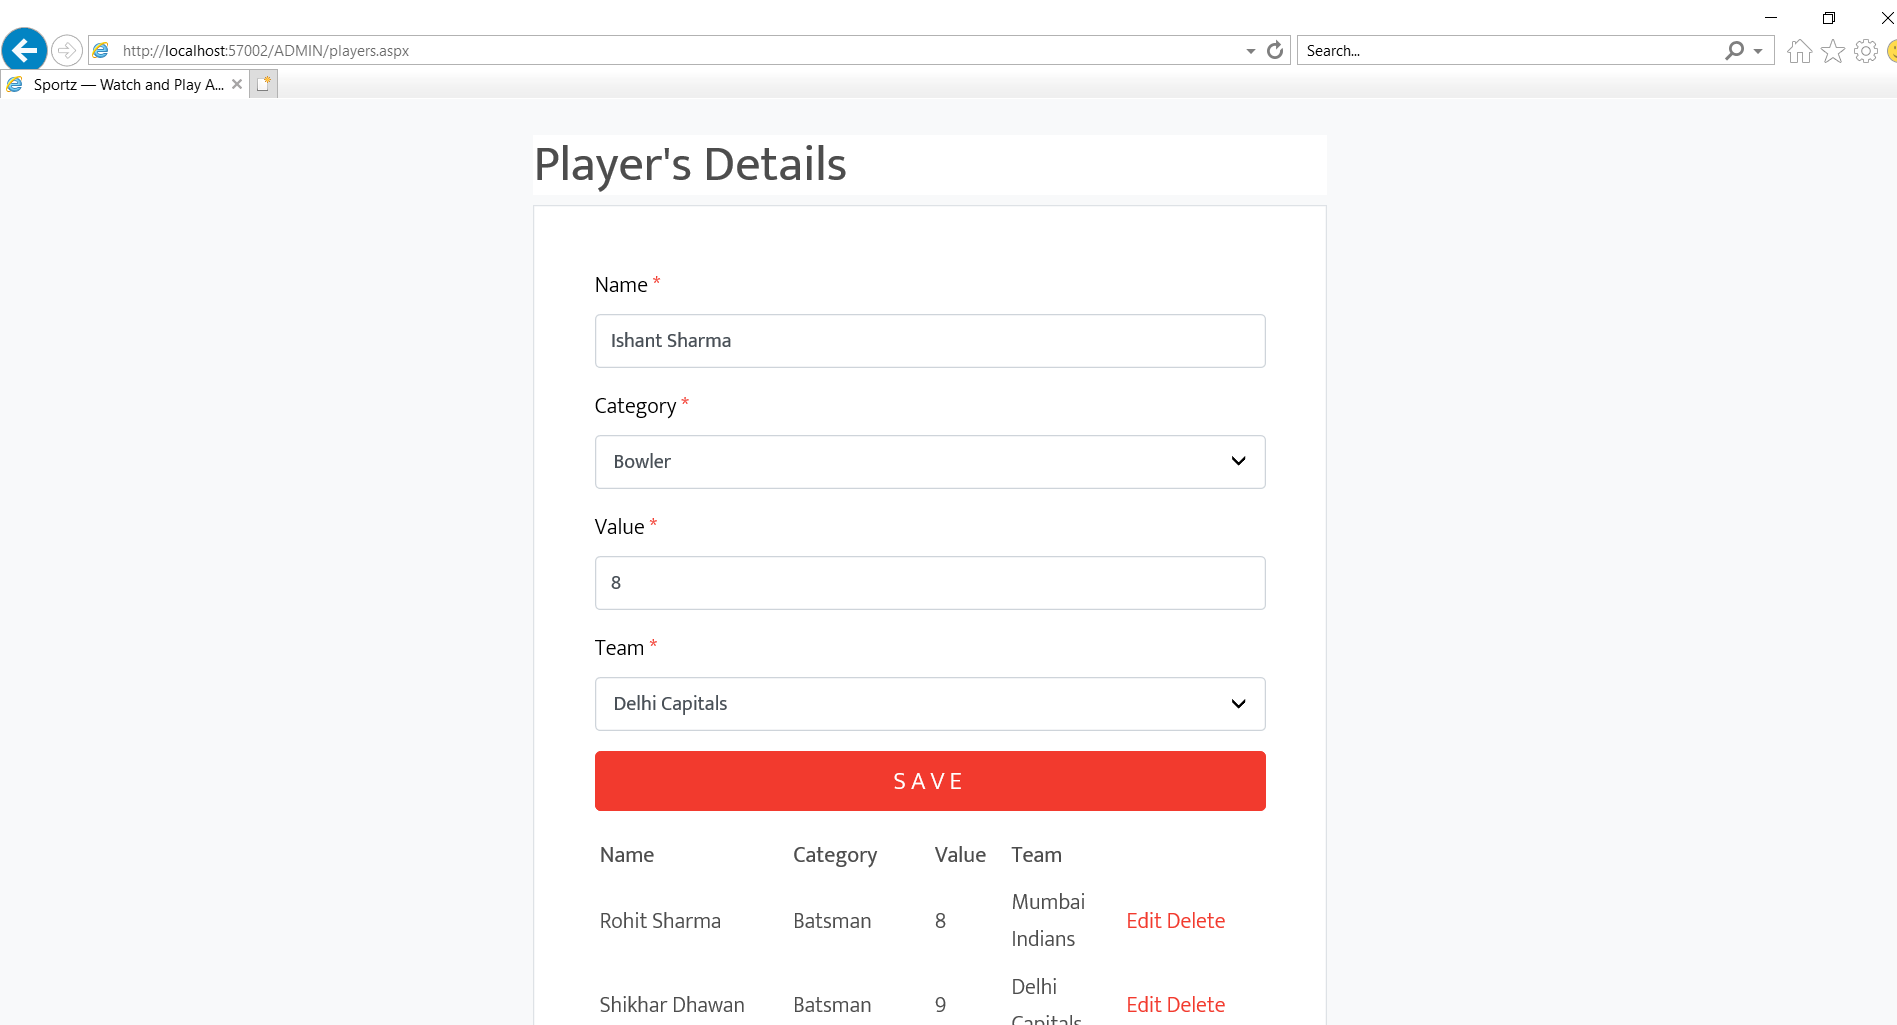 http://localhost:57002/ADMIN/players.aspx
Search...
Sportz — Watch and Play A...
Player's Details
Name *
Ishant Sharma
Category *
Bowler
Value *
8
Team *
Delhi Capitals
SAVE
Name Category Value Team
Rohit Sharma Batsman 8 Mumbai Indians Edit Delete
Shikhar Dhawan Batsman 9 Delhi Capitals Edit Delete